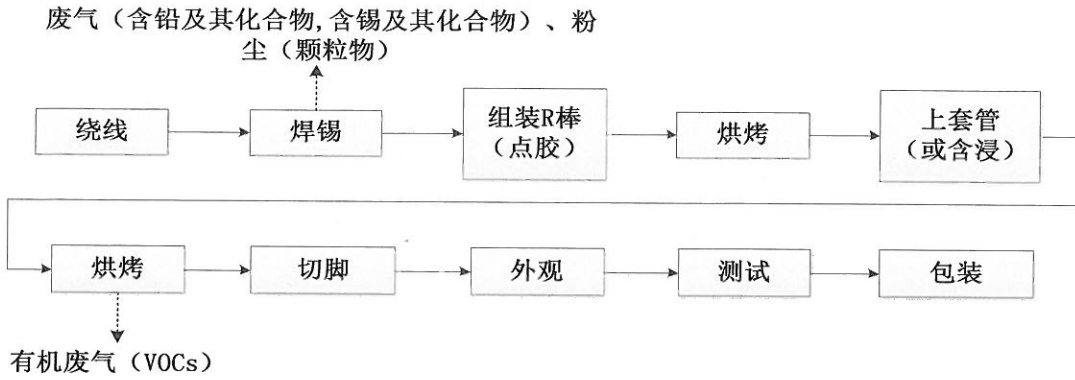 废气（含铅及其化合物,含锡及其化合物）、粉
尘（颗粒物）
绕线
焊锡
组装R棒
（点胶）
烘烤
上套管
（或含浸）
烘烤
切脚
外观
测试
包装
有机废气（VOCs）